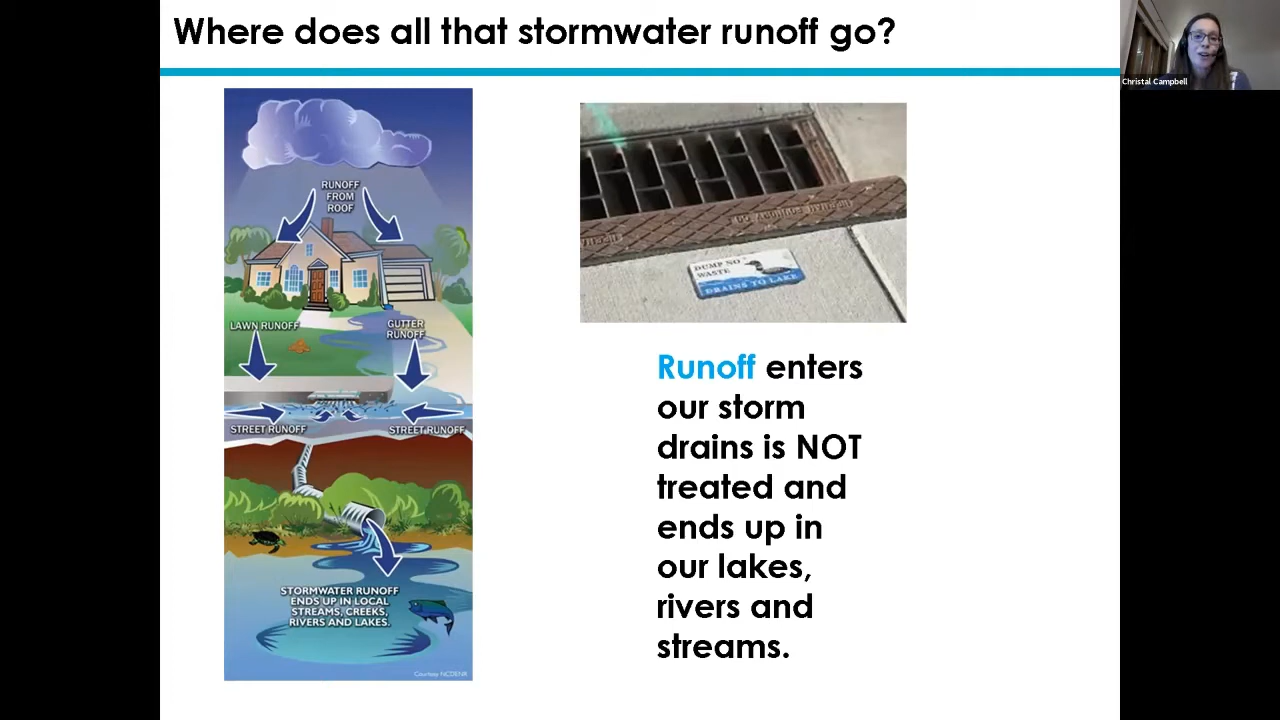 Where does all that stormwater runoff go?
Christal Campbell
RUNOFF
FROM
ROOF
LAWN RUNOFF
GUTTER
RUNOFF
STREET RUNOFF
STREET RUNOFF
STORMWATER RUNOFF
ENDS UP IN LOCAL
STREAMS, CREEKS,
RIVERS AND LAKES.
Courtesy NCDENR
DUMP NO
WASTE
DRAINS TO LAKE
Runoff enters
our storm
drains is NOT
treated and
ends up in
our lakes,
rivers and
streams.